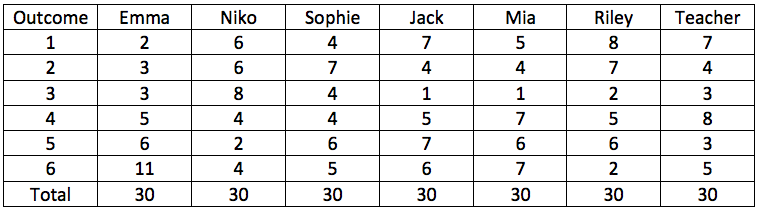 Outcome Emma Niko Sophie Jack Mia Riley Teacher
1 2 6 4 7 5 8 7
2 3 6 7 4 4 7 4
3 3 8 4 1 1 2 3
4 5 4 4 5 7 5 8
5 6 2 6 7 6 6 3
6 11 4 5 6 7 2 5
Total 30 30 30 30 30 30 30